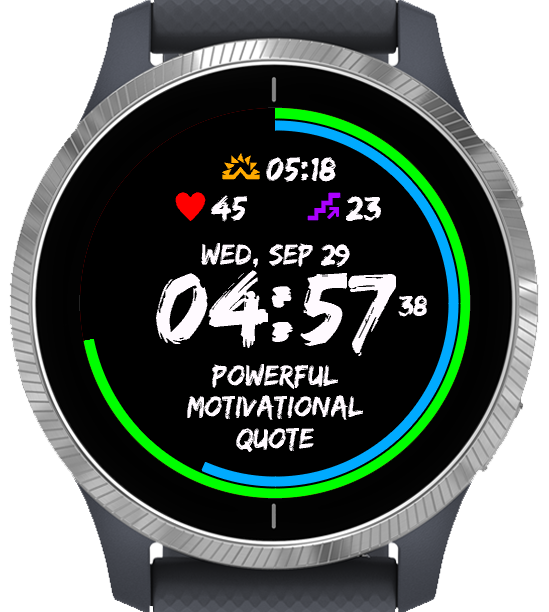 05:18
45 23
WED, SEP 29
04:57 38
POWERFUL
MOTIVATIONAL
QUOTE